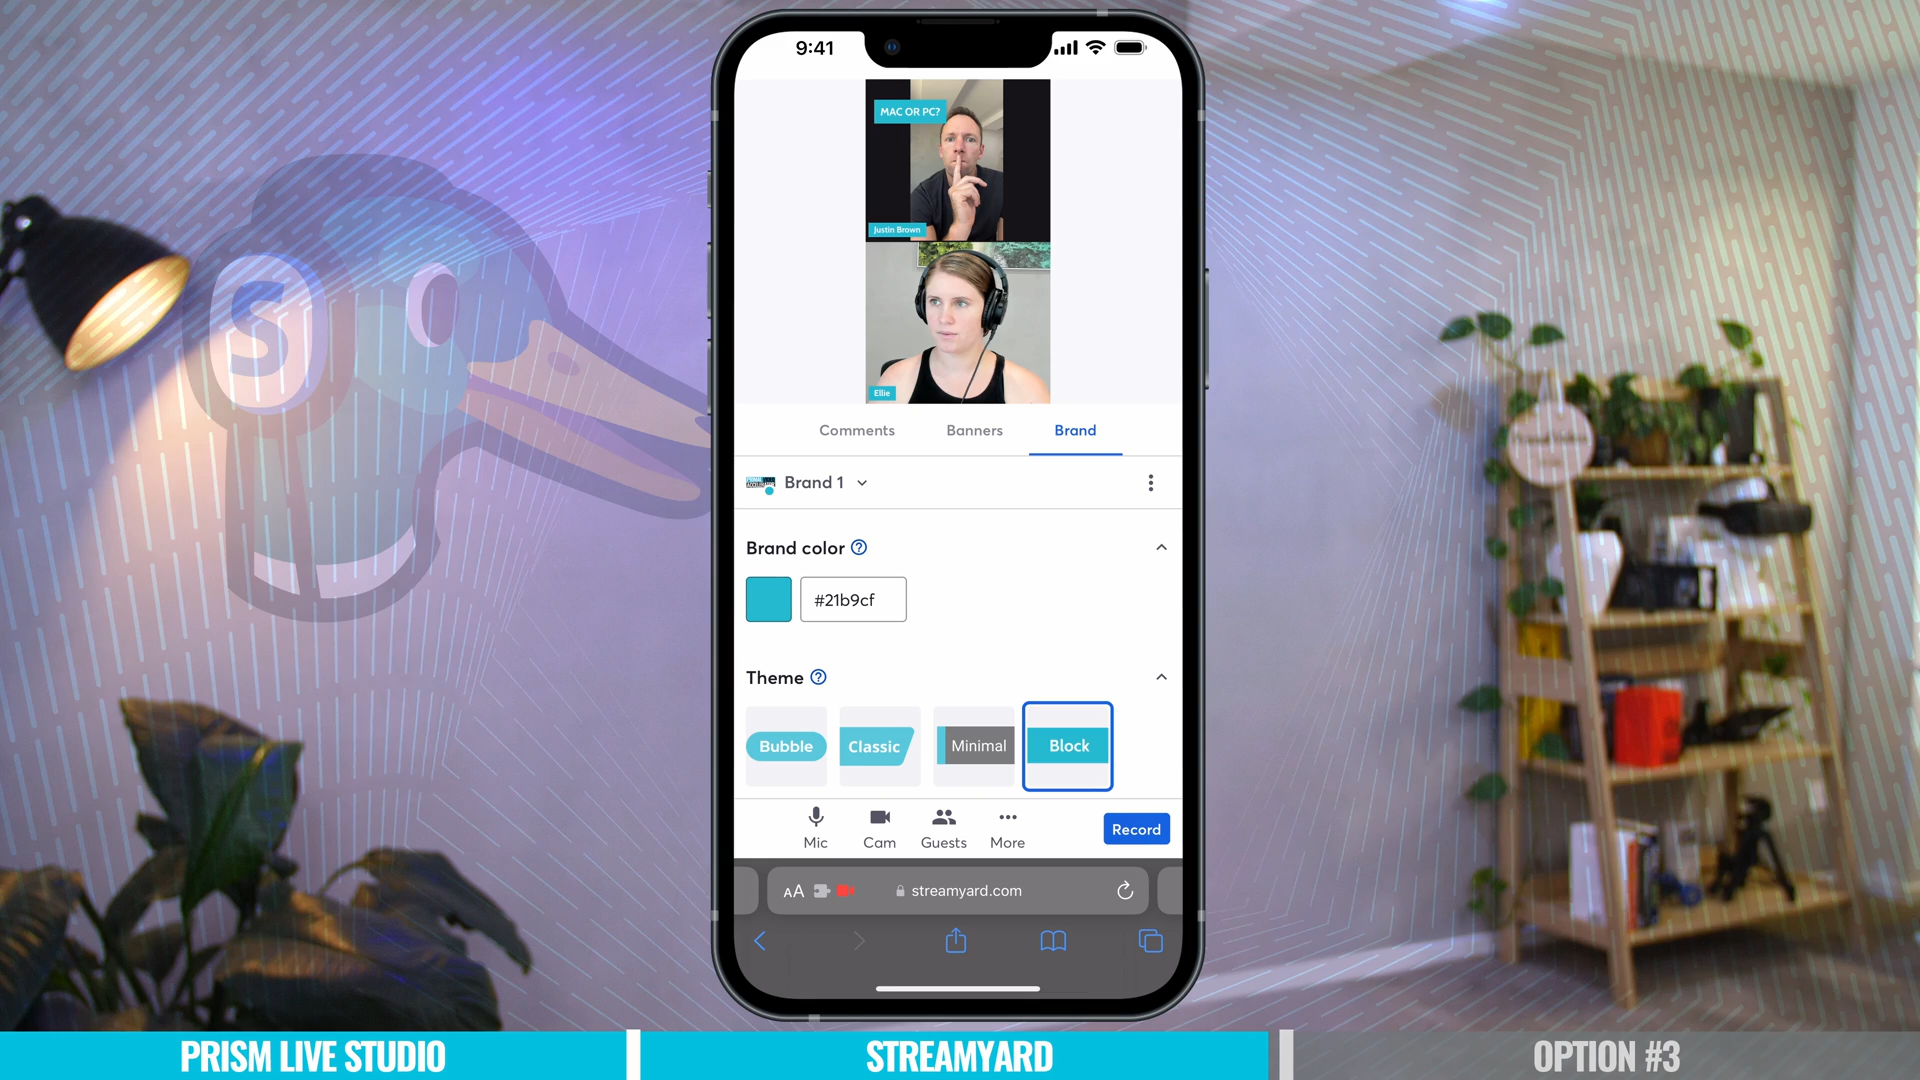 9:41
MAC OR PC?
Justin Brown
Ellie
Comments
Banners
Brand
Brand 1
Brand color
#21b9cf
Theme
Bubble
Classic
Minimal
Block
Mic
Cam
Guests
More
Record
AA
streamyard.com
S
PRISM LIVE STUDIO
STREAMYARD
OPTION #3